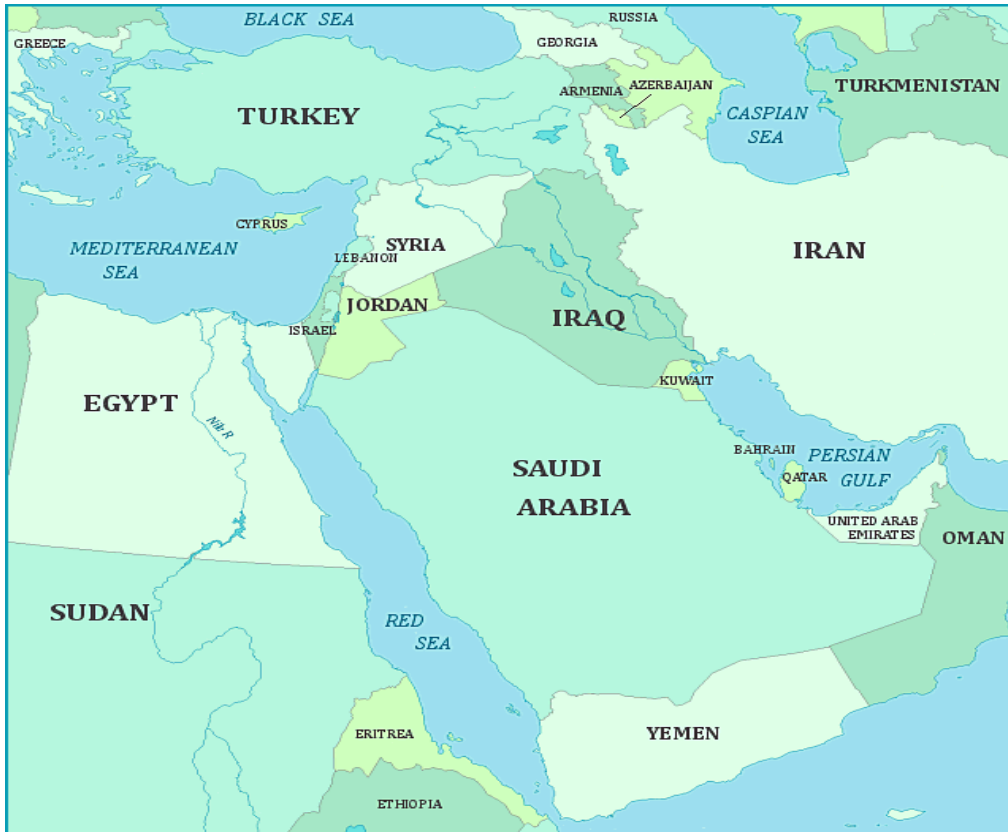 BLACK SEA
RUSSIA
GREECE
GEORGIA
TURKEY
ARMENIA
AZERBAIJAN
CASPIAN
SEA
TURKMENISTAN
CYPRUS
MEDITERRANEAN
SEA
LEBANON
SYRIA
IRAN
ISRAEL
JORDAN
IRAQ
KUWAIT
EGYPT
Nile R
SAUDI
ARABIA
BAHRAIN
QATAR
PERSIAN
GULF
UNITED ARAB
EMIRATES
OMAN
SUDAN
RED
SEA
YEMEN
ERITREA
ETHIOPIA